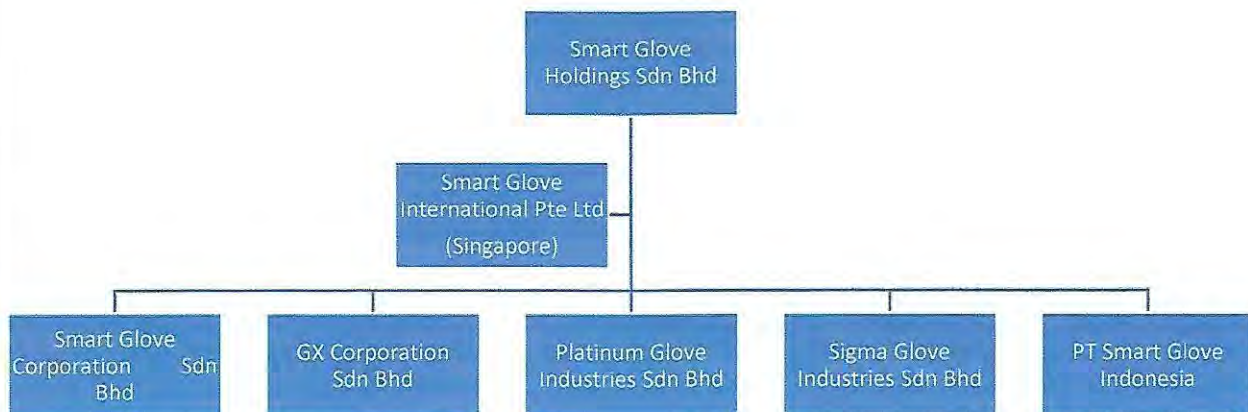 Smart Glove
Holdings Sdn Bhd
Smart Glove
International Pte Ltd
(Singapore)
Smart Glove
Corporation Sdn
Bhd
GX Corporation
Sdn Bhd
Platinum Glove
Industries Sdn Bhd
Sigma Glove
Industries Sdn Bhd
PT Smart Glove
Indonesia